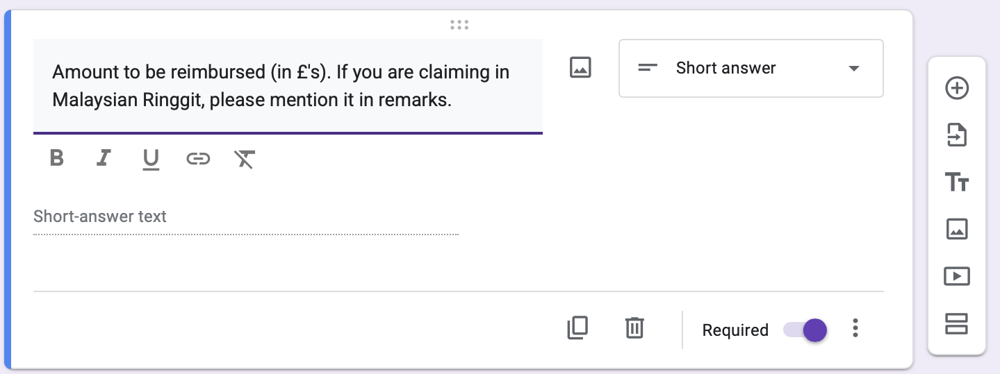 Amount to be reimbursed (in £'s). If you are claiming in
Malaysian Ringgit, please mention it in remarks.
Short answer
B I U
Short-answer text
Required
Tт